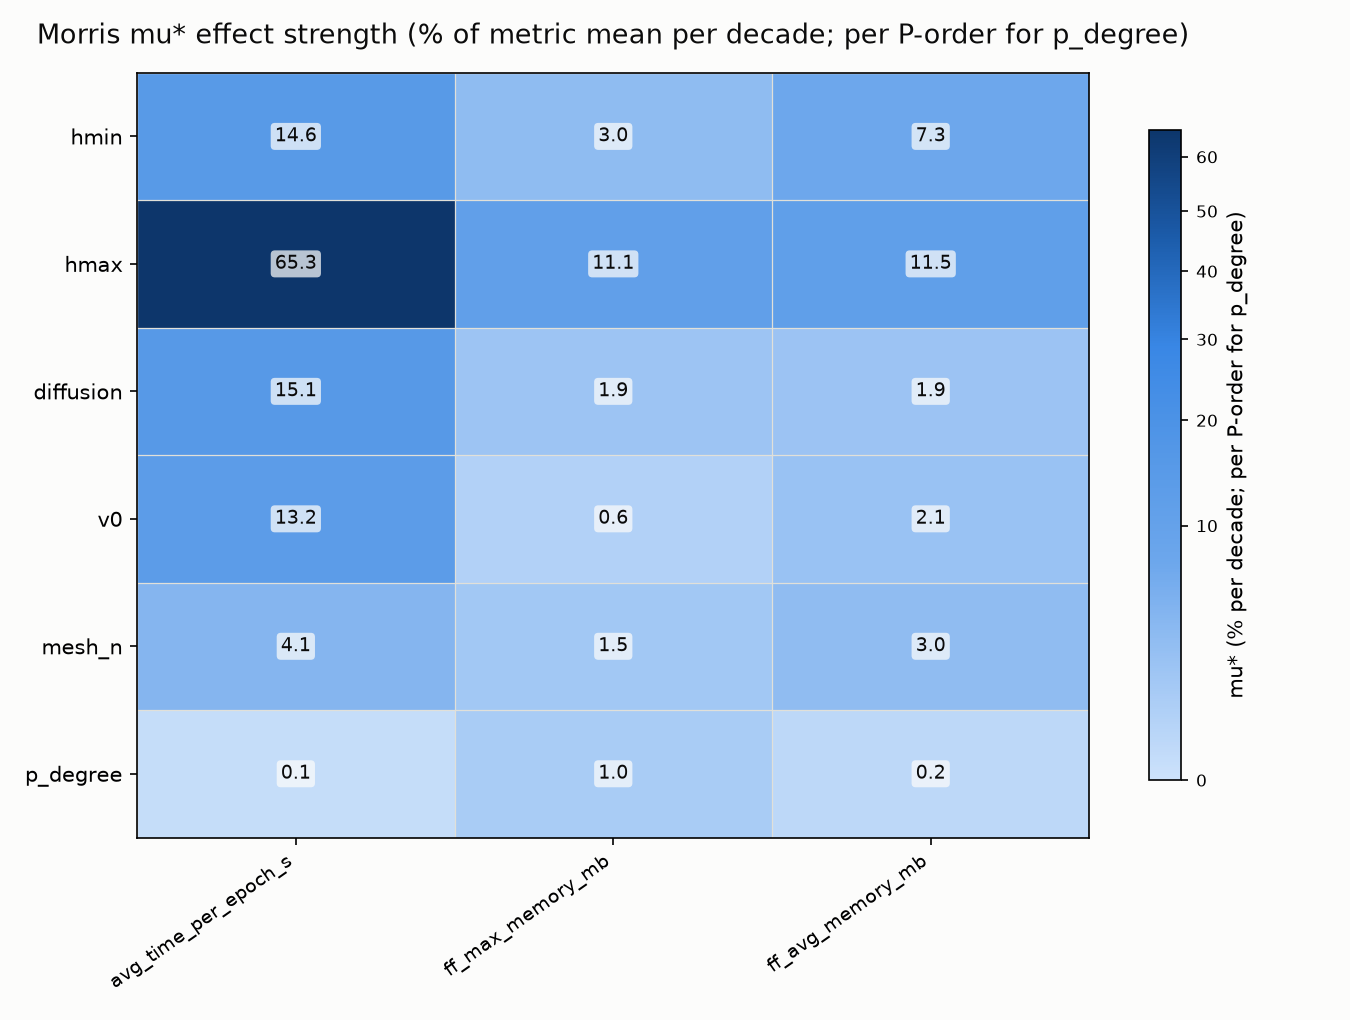 Morris mu* effect strength (% of metric mean per decade; per P-order for p_degree)
hmin 14.6 3.0 7.3
hmax 65.3 11.1 11.5
diffusion 15.1 1.9 1.9
v0 13.2 0.6 2.1
mesh_n 4.1 1.5 3.0
p_degree 0.1 1.0 0.2
avg_time_per_epoch_s
ff_max_memory_mb
ff_avg_memory_mb
60
50
40
30
20
10
0
mu* (% per decade; per P-order for p_degree)